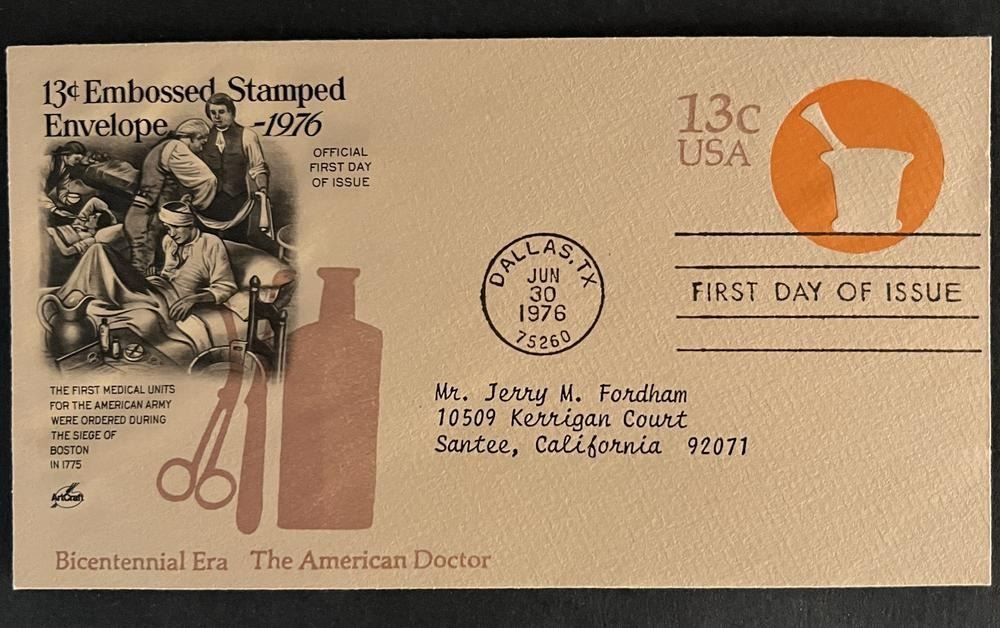 13¢ Embossed Stamped
Envelope -1976
OFFICIAL
FIRST DAY
OF ISSUE
13c
USA
DALLAS, TX
JUN
30
1976
75260
FIRST DAY OF ISSUE
THE FIRST MEDICAL UNITS
FOR THE AMERICAN ARMY
WERE ORDERED DURING
THE SIEGE OF
BOSTON
IN 1775
ArtCraft
Mr. Jerry M. Fordham
10509 Kerrigan Court
Santee, California 92071
Bicentennial Era The American Doctor